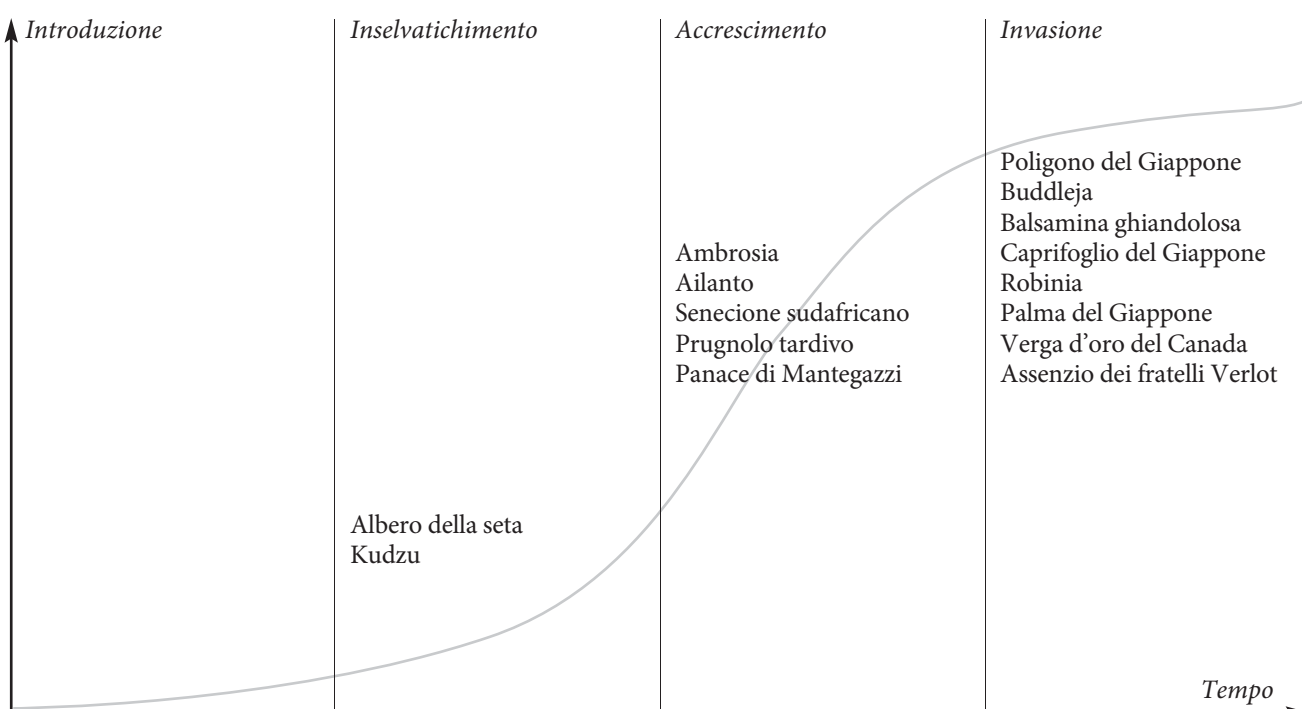 Introduzione
Inselvatichimento
Accrescimento
Invasione
Albero della seta
Kudzu
Ambrosia
Ailanto
Senecione sudafricano
Prugnolo tardivo
Panace di Mantegazzi
Poligono del Giappone
Buddleja
Balsamina ghiandolosa
Caprifoglio del Giappone
Robinia
Palma del Giappone
Verga d’oro del Canada
Assenzio dei fratelli Verlot
Tempo